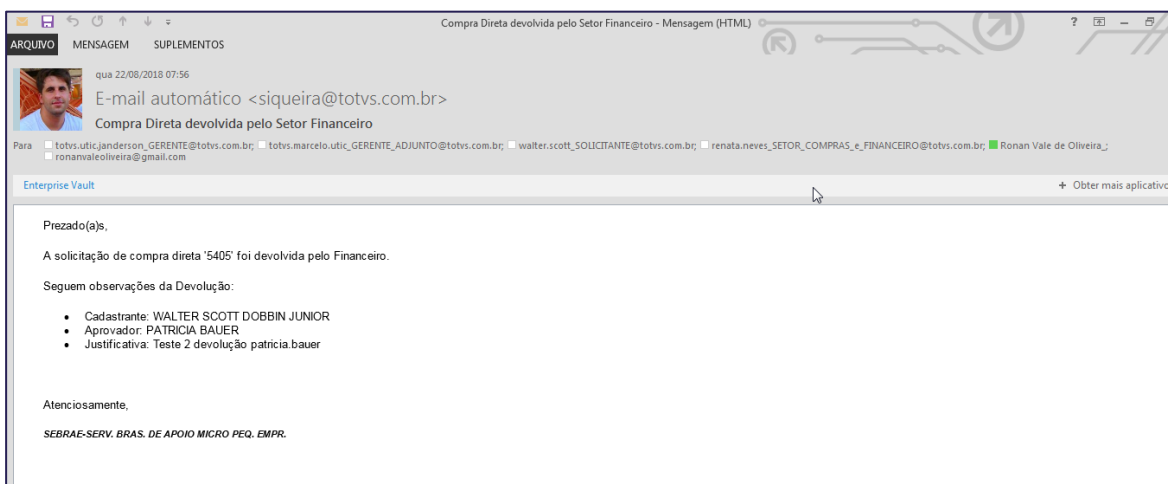 Compra Direta devolvida pelo Setor Financeiro - Mensagem (HTML)
?
ARQUIVO MENSAGEM SUPLEMENTOS
qua 22/08/2018 07:56
E-mail automático <siqueira@totvs.com.br>
Compra Direta devolvida pelo Setor Financeiro
Para totvs.utic.janderson_GERENTE@totvs.com.br; totvs.marcelo.utic_GERENTE_ADJUNTO@totvs.com.br; walter.scott_SOLICITANTE@totvs.com.br; renata.neves_SETOR_COMPRAS_e_FINANCEIRO@totvs.com.br; Ronan Vale de Oliveira_;
ronanvaleoliveira@gmail.com
Enterprise Vault + Obter mais aplicativo
Prezado(a)s,
A solicitação de compra direta '5405' foi devolvida pelo Financeiro.
Seguem observações da Devolução:
• Cadastrante: WALTER SCOTT DOBBIN JUNIOR
• Aprovador: PATRICIA BAUER
• Justificativa: Teste 2 devolução patricia.bauer
Atenciosamente,
SEBRAE-SERV. BRAS. DE APOIO MICRO PEQ. EMPR.